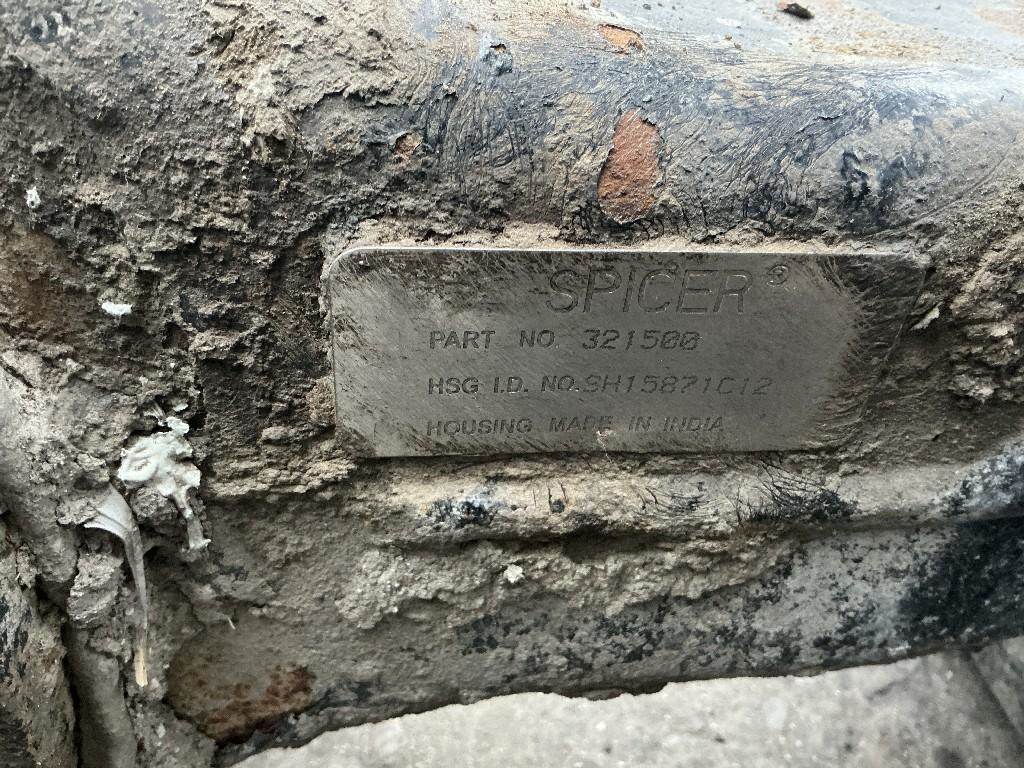 SPICER®
PART NO. 321500
HSG I.D. NO. SH15871C12
HOUSING MADE IN INDIA